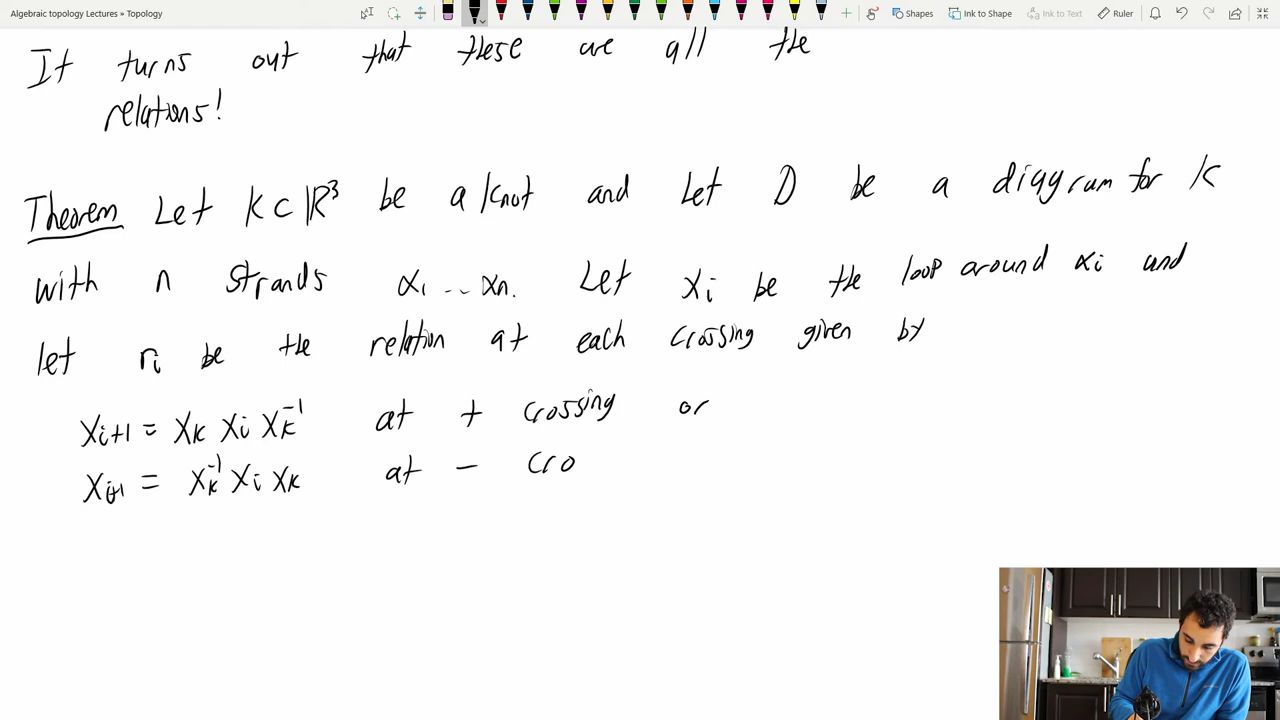 Algebraic topology Lectures = Topology
Shapes Ink to Shape Ink to Text Ruler
It turns out that these are all the
relations!
Theorem Let K ⊂ ℝ³ be a knot and Let D be a diagram for K
with n strands α₁ ... αn. Let xᵢ be the loop around αᵢ and
let rᵢ be the relation at each crossing given by
xᵢ₊₁ = xₖ xᵢ xₖ⁻¹ at + crossing or
xᵢ₊₁ = xₖ⁻¹ xᵢ xₖ at − cro